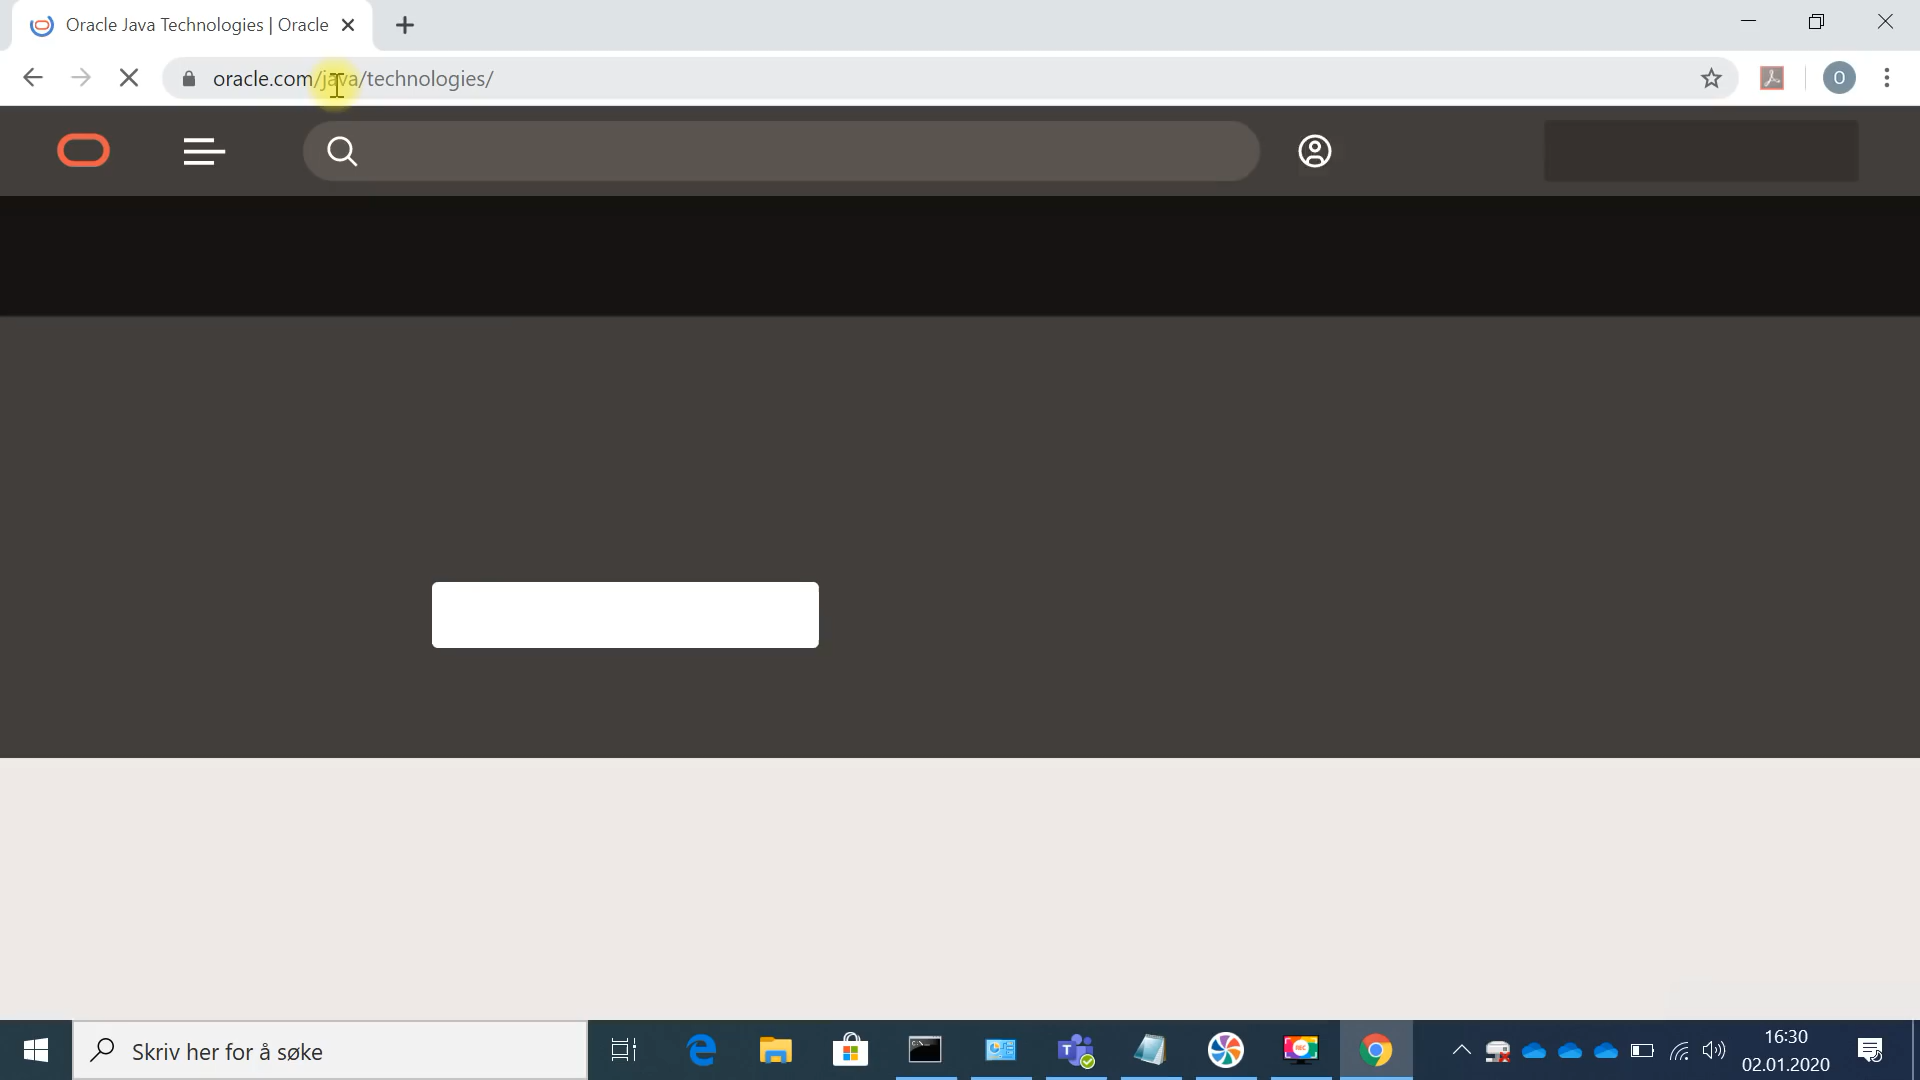 Oracle Java Technologies | Oracle
oracle.com/java/technologies/
O
Skriv her for å søke
16:30
02.01.2020